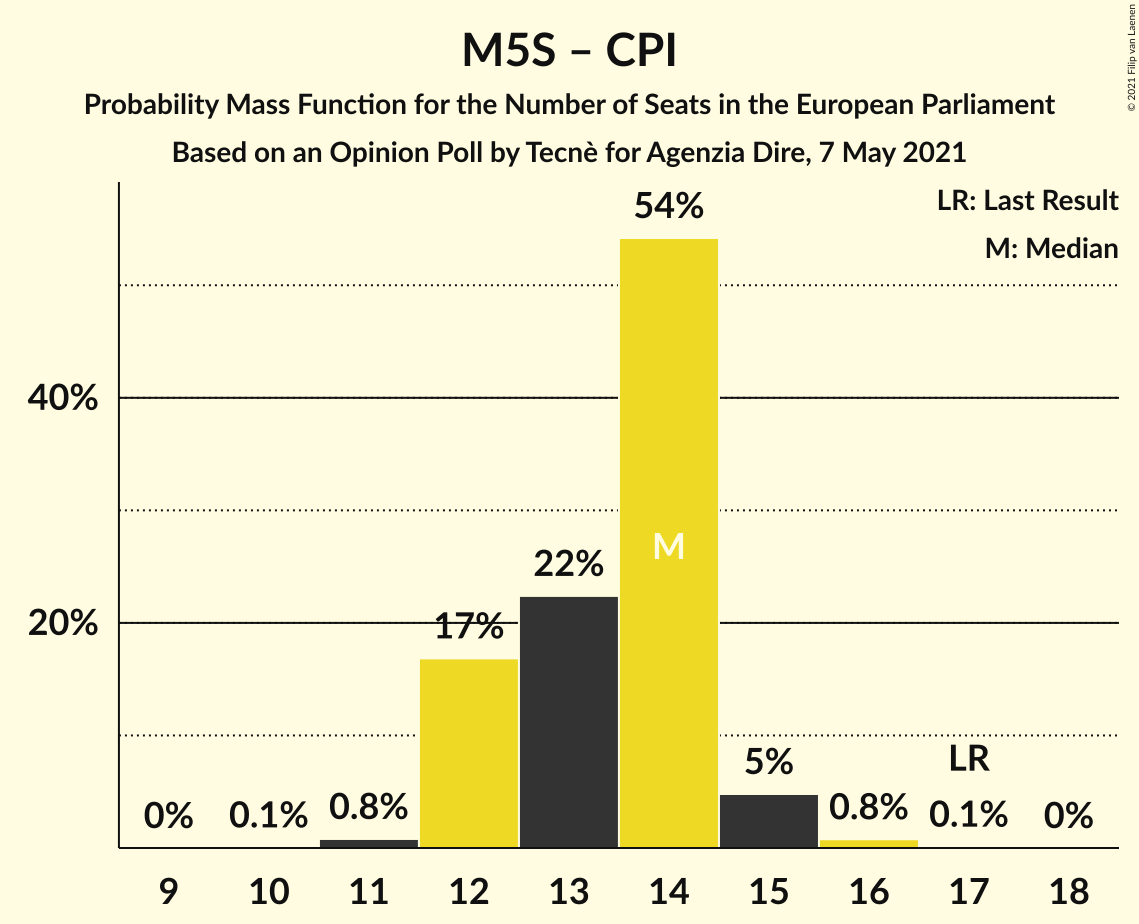 M5S – CPI
Probability Mass Function for the Number of Seats in the European Parliament
Based on an Opinion Poll by Tecnè for Agenzia Dire, 7 May 2021
© 2021 Filip van Laenen
LR: Last Result
M: Median
54%
40%
M
22%
20%
17%
LR
5%
0%
0.1%
0.8%
0.8%
0.1%
0%
9 10 11 12 13 14 15 16 17 18